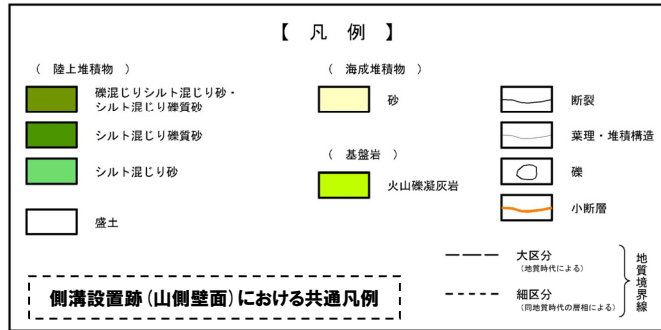 【 凡 例 】
( 陸上堆積物 )
礫混じりシルト混じり砂・
シルト混じり礫質砂
シルト混じり礫質砂
シルト混じり砂
盛土
( 海成堆積物 )
砂
( 基盤岩 )
火山礫凝灰岩
断裂
葉理・堆積構造
礫
小断層
大区分
(地質時代による)
細区分
(同地質時代の層相による)
地質境界線
側溝設置跡(山側壁面)における共通凡例